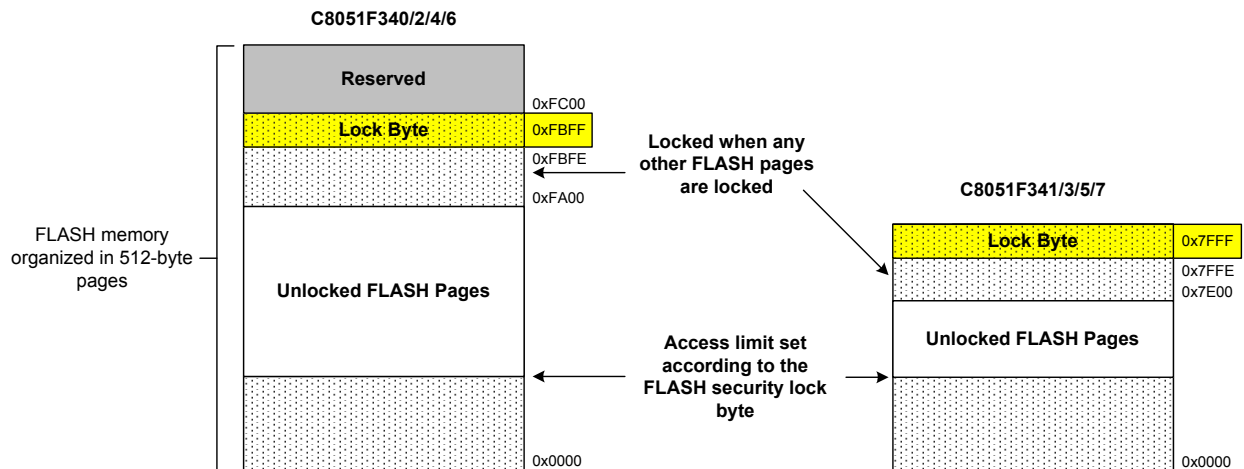 C8051F340/2/4/6
Reserved
0xFC00
Lock Byte
0xFBFF
0xFBFE
0xFA00
FLASH memory
organized in 512-byte
pages
Unlocked FLASH Pages
0x0000
Locked when any
other FLASH pages
are locked
Access limit set
according to the
FLASH security lock
byte
C8051F341/3/5/7
Lock Byte
0x7FFF
0x7FFE
0x7E00
Unlocked FLASH Pages
0x0000